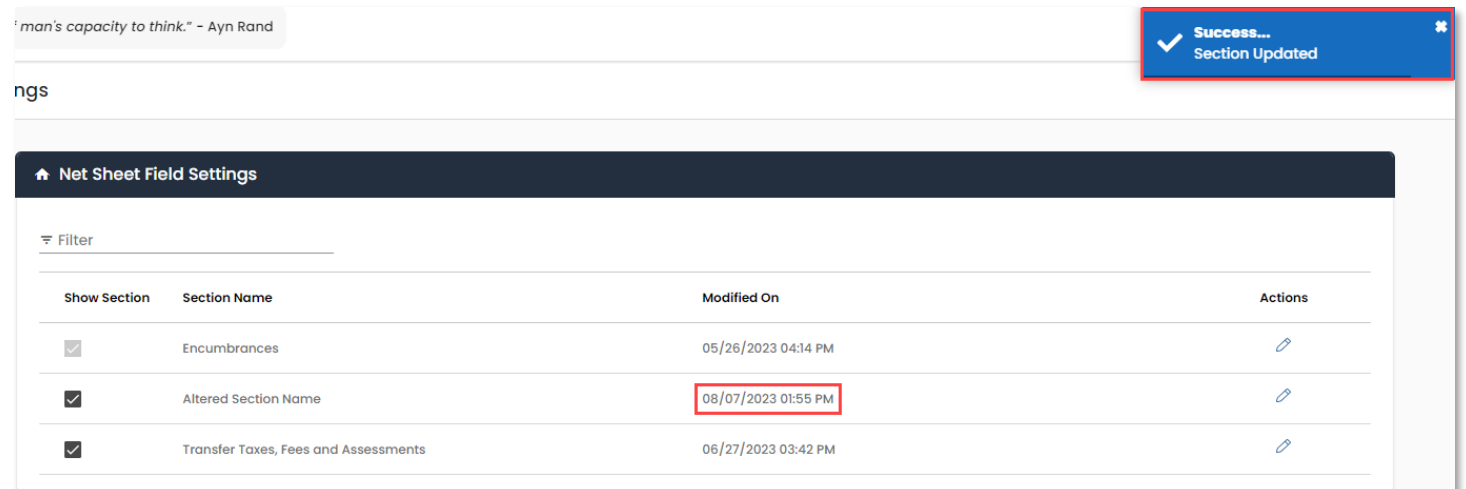 man's capacity to think." - Ayn Rand
Success...
Section Updated
ngs
Net Sheet Field Settings
Filter
Show Section Section Name Modified On Actions
Encumbrances 05/26/2023 04:14 PM
Altered Section Name 08/07/2023 01:55 PM
Transfer Taxes, Fees and Assessments 06/27/2023 03:42 PM